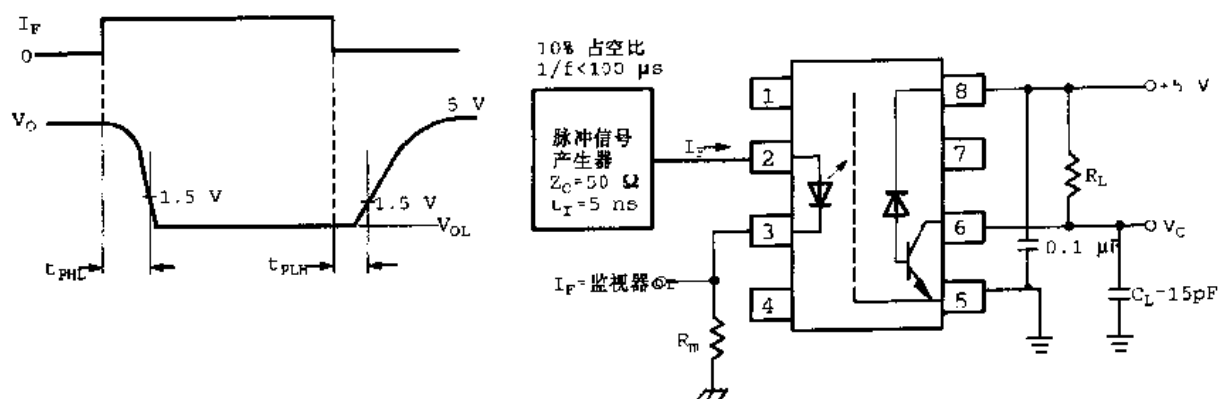 I_F
0
V_O
5 V
1.5 V
1.5 V
V_OL
t_PHL
t_PLH
10% 占空比
1/f<100 μs
脉冲信号
产生器
Z_O=50 Ω
t_r=5 ns
I_F
1
2
3
4
8
7
6
5
+5 V
R_L
V_O
0.1 μF
C_L=15pF
I_F=监视器
R_m